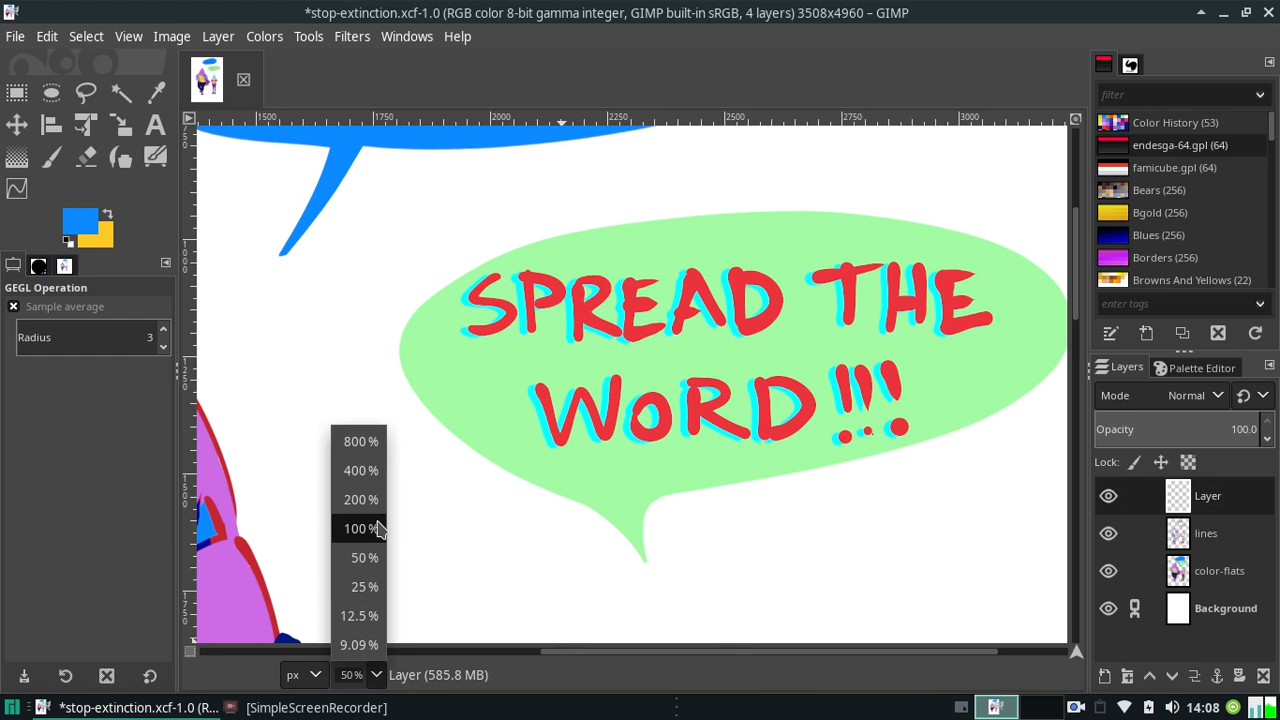 *stop-extinction.xcf-1.0 (RGB color 8-bit gamma integer, GIMP built-in sRGB, 4 layers) 3508x4960 – GIMP
File Edit Select View Image Layer Colors Tools Filters Windows Help
filter
1500 1750 2000 2250 2500 2750 3000
Color History (53)
endesga-64.gpl (64)
famicube.gpl (64)
Bears (256)
Bgold (256)
Blues (256)
Borders (256)
Browns And Yellows (22)
enter tags
GEGL Operation
Sample average
Radius 3
SPREAD THE
WORD!!!
Layers Palette Editor
Mode Normal
Opacity 100.0
Lock:
Layer
lines
color-flats
Background
800 %
400 %
200 %
100 %
50 %
25 %
12.5 %
9.09 %
px 50 % Layer (585.8 MB)
*stop-extinction.xcf-1.0 (R... [SimpleScreenRecorder] 14:08